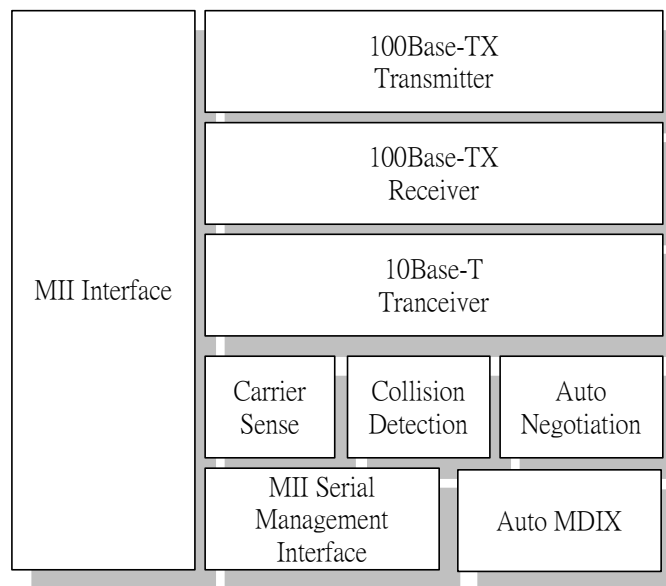 100Base-TX
Transmitter
100Base-TX
Receiver
MII Interface
10Base-T
Tranceiver
Carrier
Sense
Collision
Detection
Auto
Negotiation
MII Serial
Management
Interface
Auto MDIX